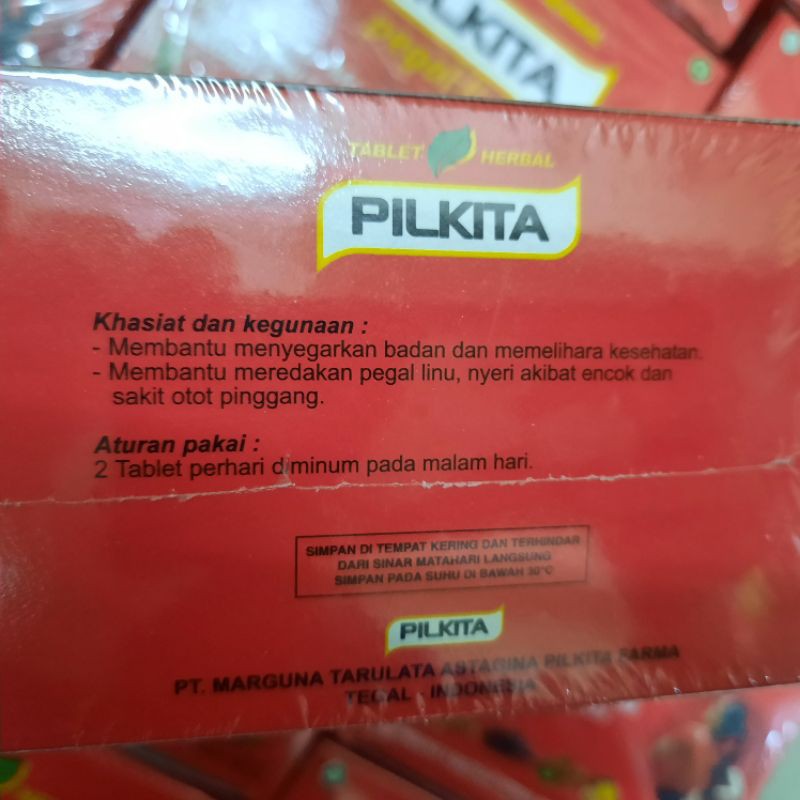 PILKITA
pegal
TABLET HERBAL
PILKITA
Khasiat dan kegunaan :
- Membantu menyegarkan badan dan memelihara kesehatan.
- Membantu meredakan pegal linu, nyeri akibat encok dan
sakit otot pinggang.
Aturan pakai :
2 Tablet perhari diminum pada malam hari.
SIMPAN DI TEMPAT KERING DAN TERHINDAR
DARI SINAR MATAHARI LANGSUNG
SIMPAN PADA SUHU DI BAWAH 30°C
PILKITA
PT. MARGUNA TARULATA ASTAGINA PILKITA FARMA
TEGAL - INDONESIA